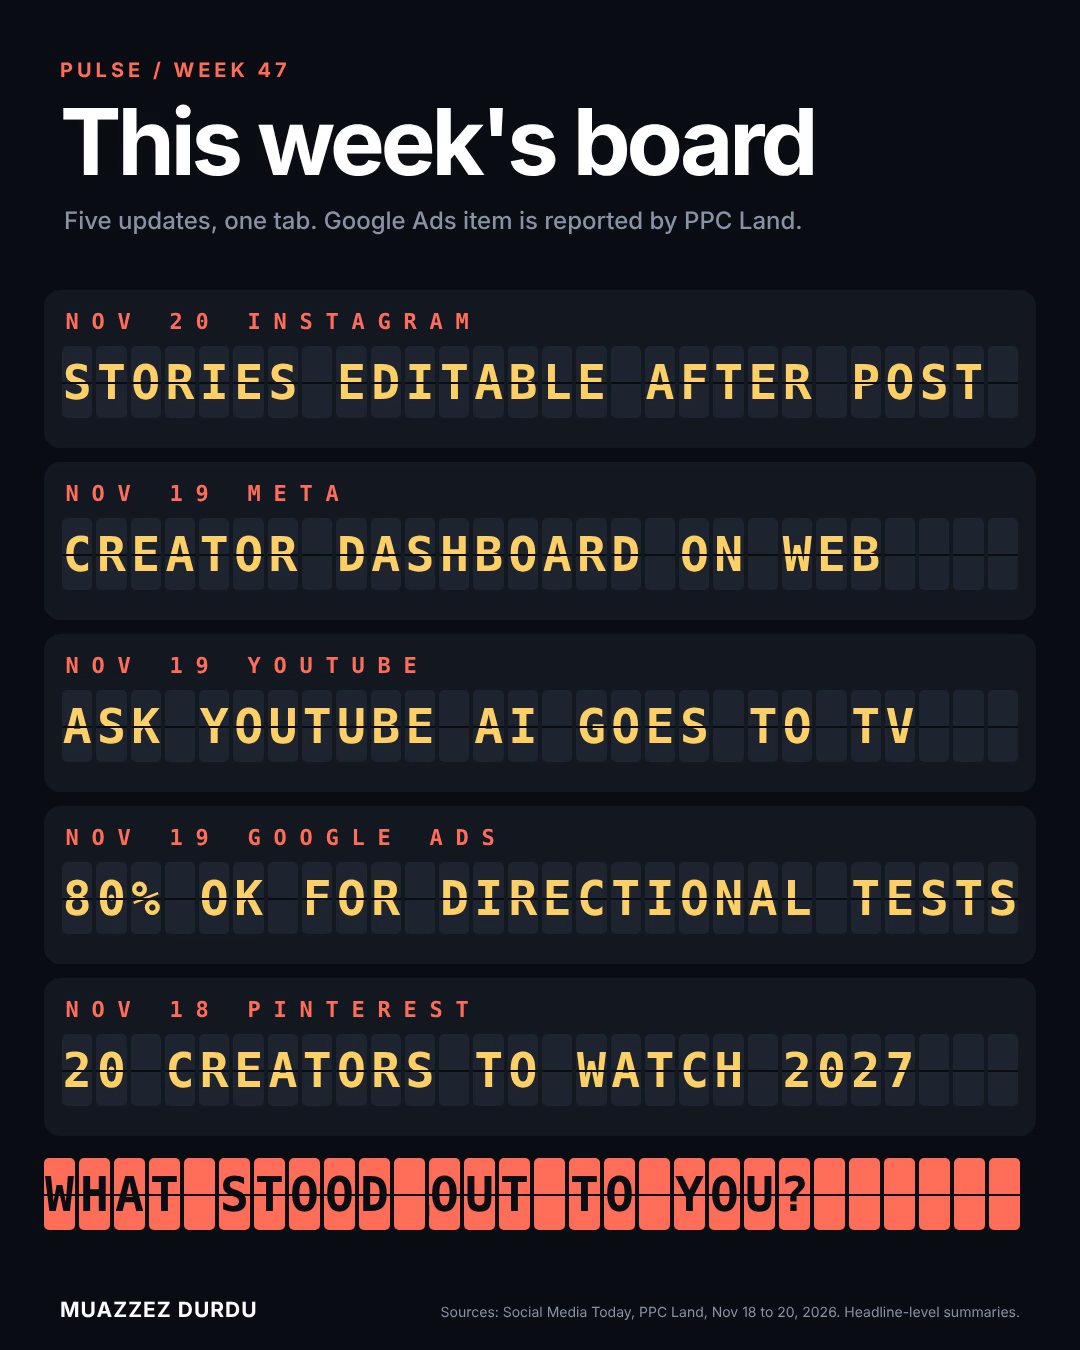 PULSE / WEEK 47
This week's board
Five updates, one tab. Google Ads item is reported by PPC Land.
NOV 20 INSTAGRAM
STORIES EDITABLE AFTER POST
NOV 19 META
CREATOR DASHBOARD ON WEB
NOV 19 YOUTUBE
ASK YOUTUBE AI GOES TO TV
NOV 19 GOOGLE ADS
80% OK FOR DIRECTIONAL TESTS
NOV 18 PINTEREST
20 CREATORS TO WATCH 2027
WHAT STOOD OUT TO YOU?
MUAZZEZ DURDU
Sources: Social Media Today, PPC Land, Nov 18 to 20, 2026. Headline-level summaries.